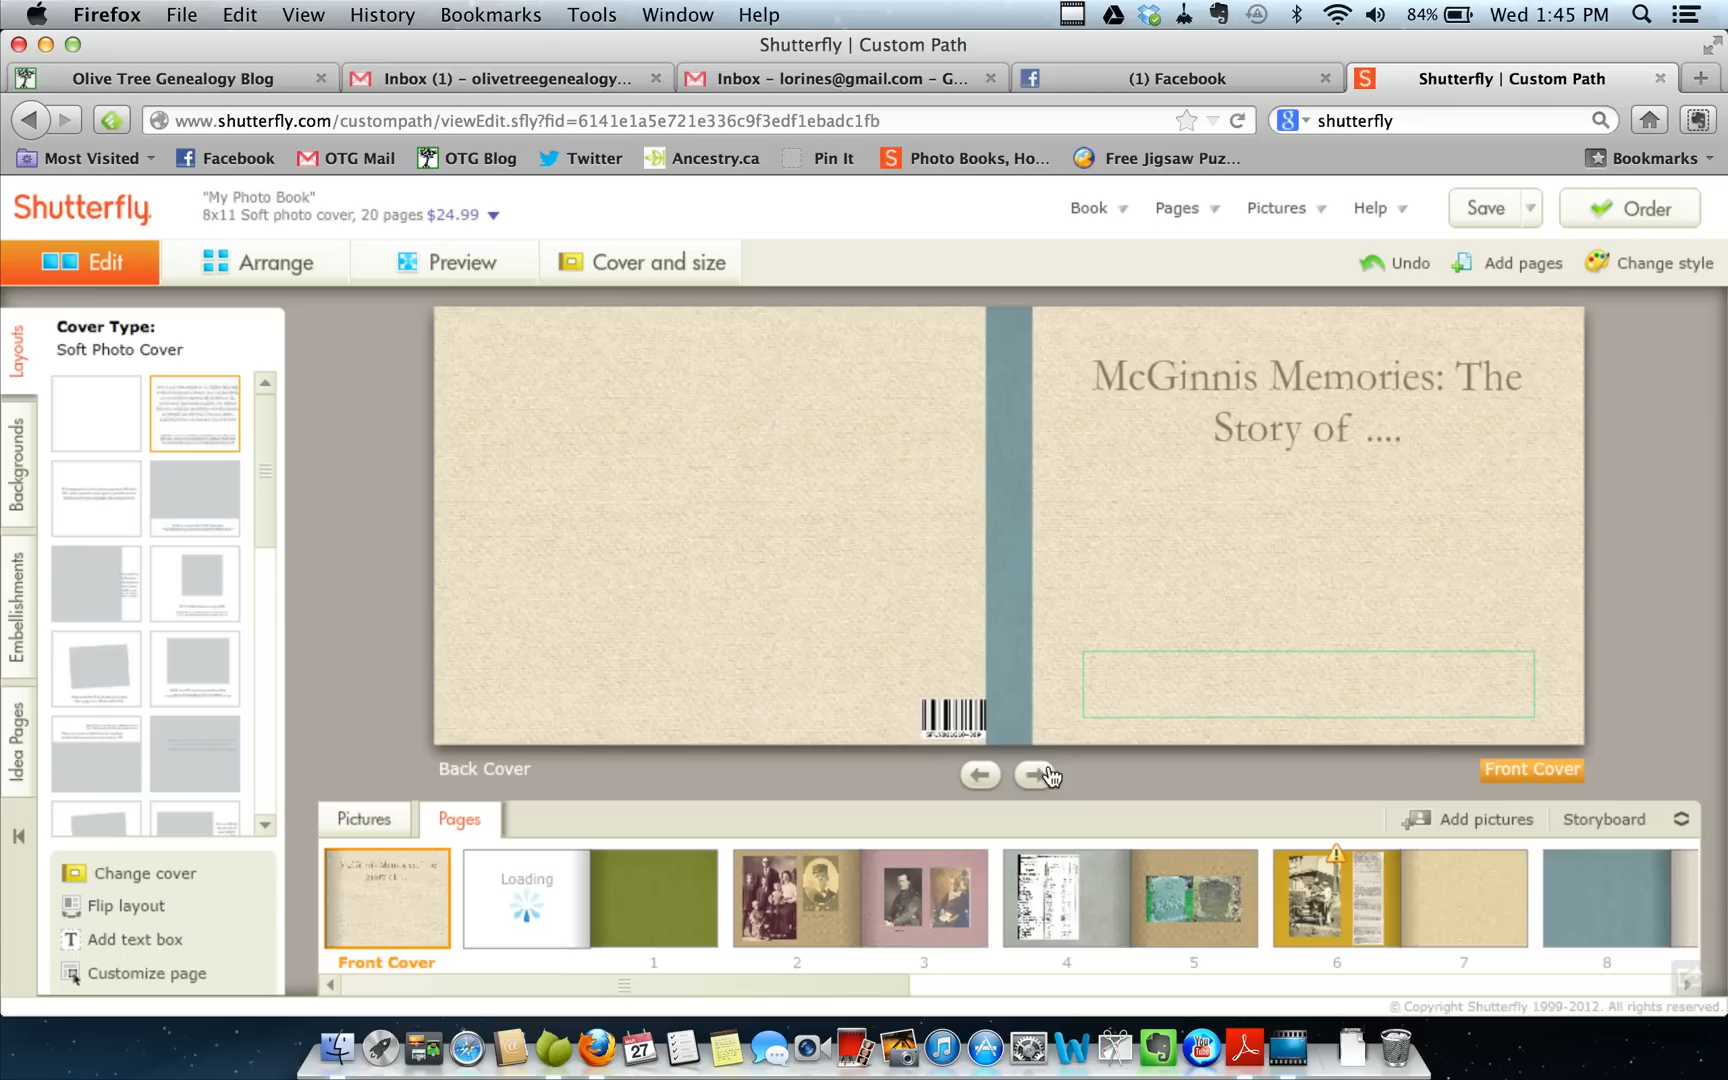 Firefox File Edit View History Bookmarks Tools Window Help 84% Wed 1:45 PM
Shutterfly | Custom Path
Olive Tree Genealogy Blog Inbox (1) – olivetreegenealogy... Inbox – lorines@gmail.com – G... (1) Facebook Shutterfly | Custom Path
www.shutterfly.com/custompath/viewEdit.sfly?fid=6141e1a5e721e336c9f3edf1ebadc1fb shutterfly
Most Visited Facebook OTG Mail OTG Blog Twitter Ancestry.ca Pin It Photo Books, Ho... Free Jigsaw Puz... Bookmarks
Shutterfly
"My Photo Book"
8x11 Soft photo cover, 20 pages $24.99
Book Pages Pictures Help Save Order
Edit Arrange Preview Cover and size Undo Add pages Change style
Layouts
Backgrounds
Embellishments
Idea Pages
Cover Type:
Soft Photo Cover
McGinnis Memories: The
Story of ....
Back Cover Front Cover
Pictures Pages Add pictures Storyboard
Change cover
Flip layout
Add text box
Customize page
Loading
Front Cover 1 2 3 4 5 6 7 8
© Copyright Shutterfly 1999-2012. All rights reserved.
MAR
27
You
Tube